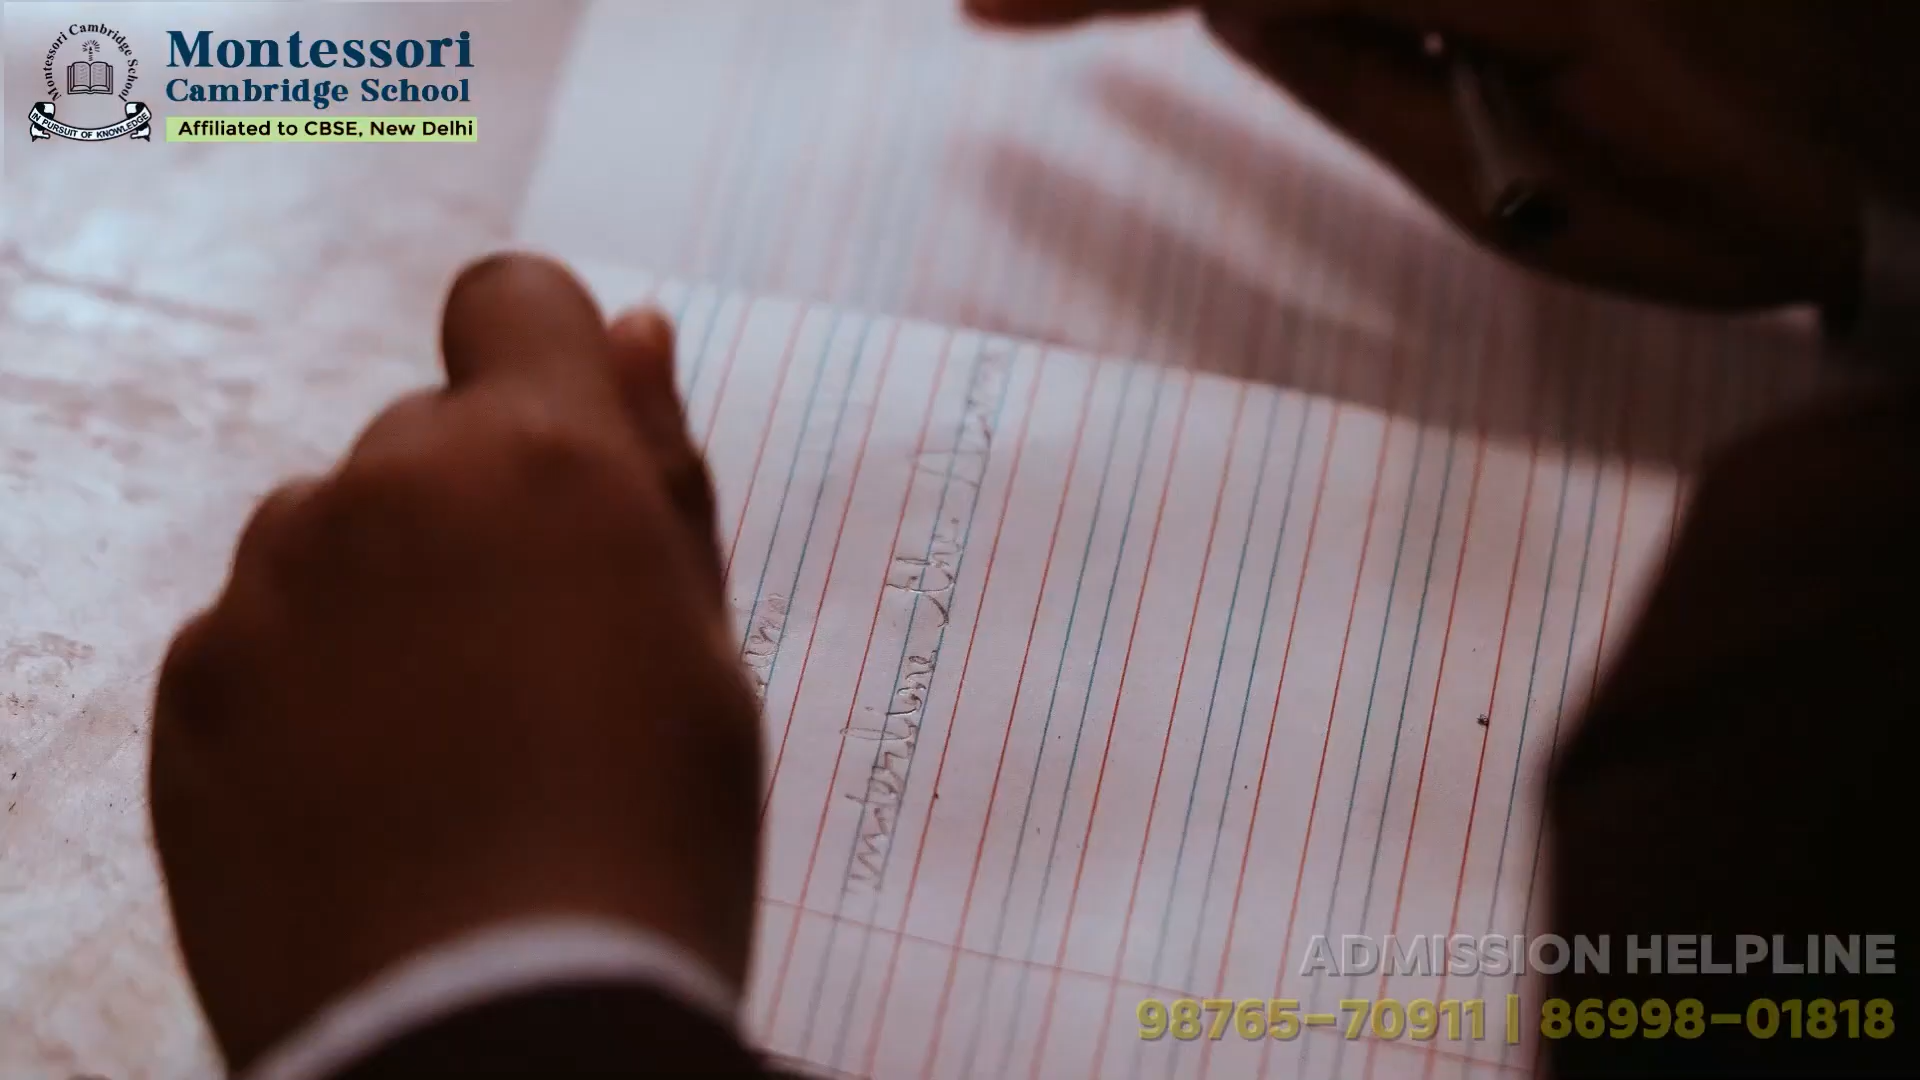 Montessori Cambridge School
IN PURSUIT OF KNOWLEDGE
Montessori
Cambridge School
Affiliated to CBSE, New Delhi
underline the
ADMISSION HELPLINE
98765-70911 | 86998-01818